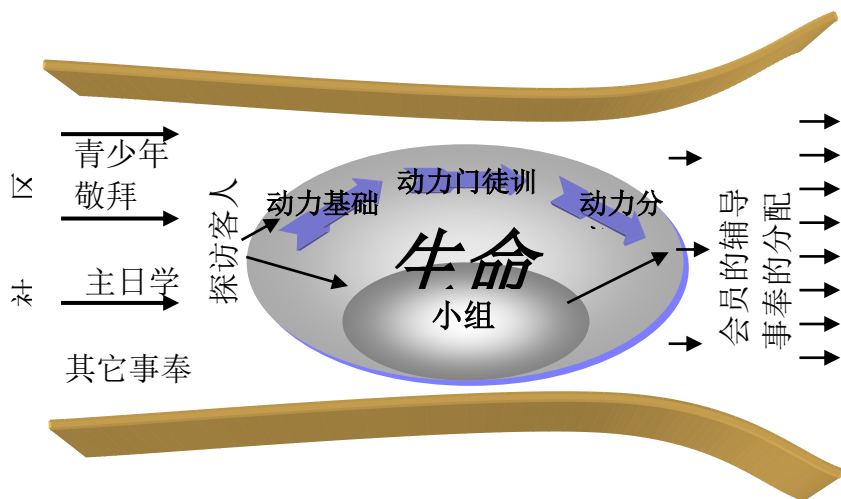 社区
青少年
敬拜
主日学
其它事奉
探访客人
动力基础
动力门徒训
动力分
生命
小组
会员的辅导
事奉的分配